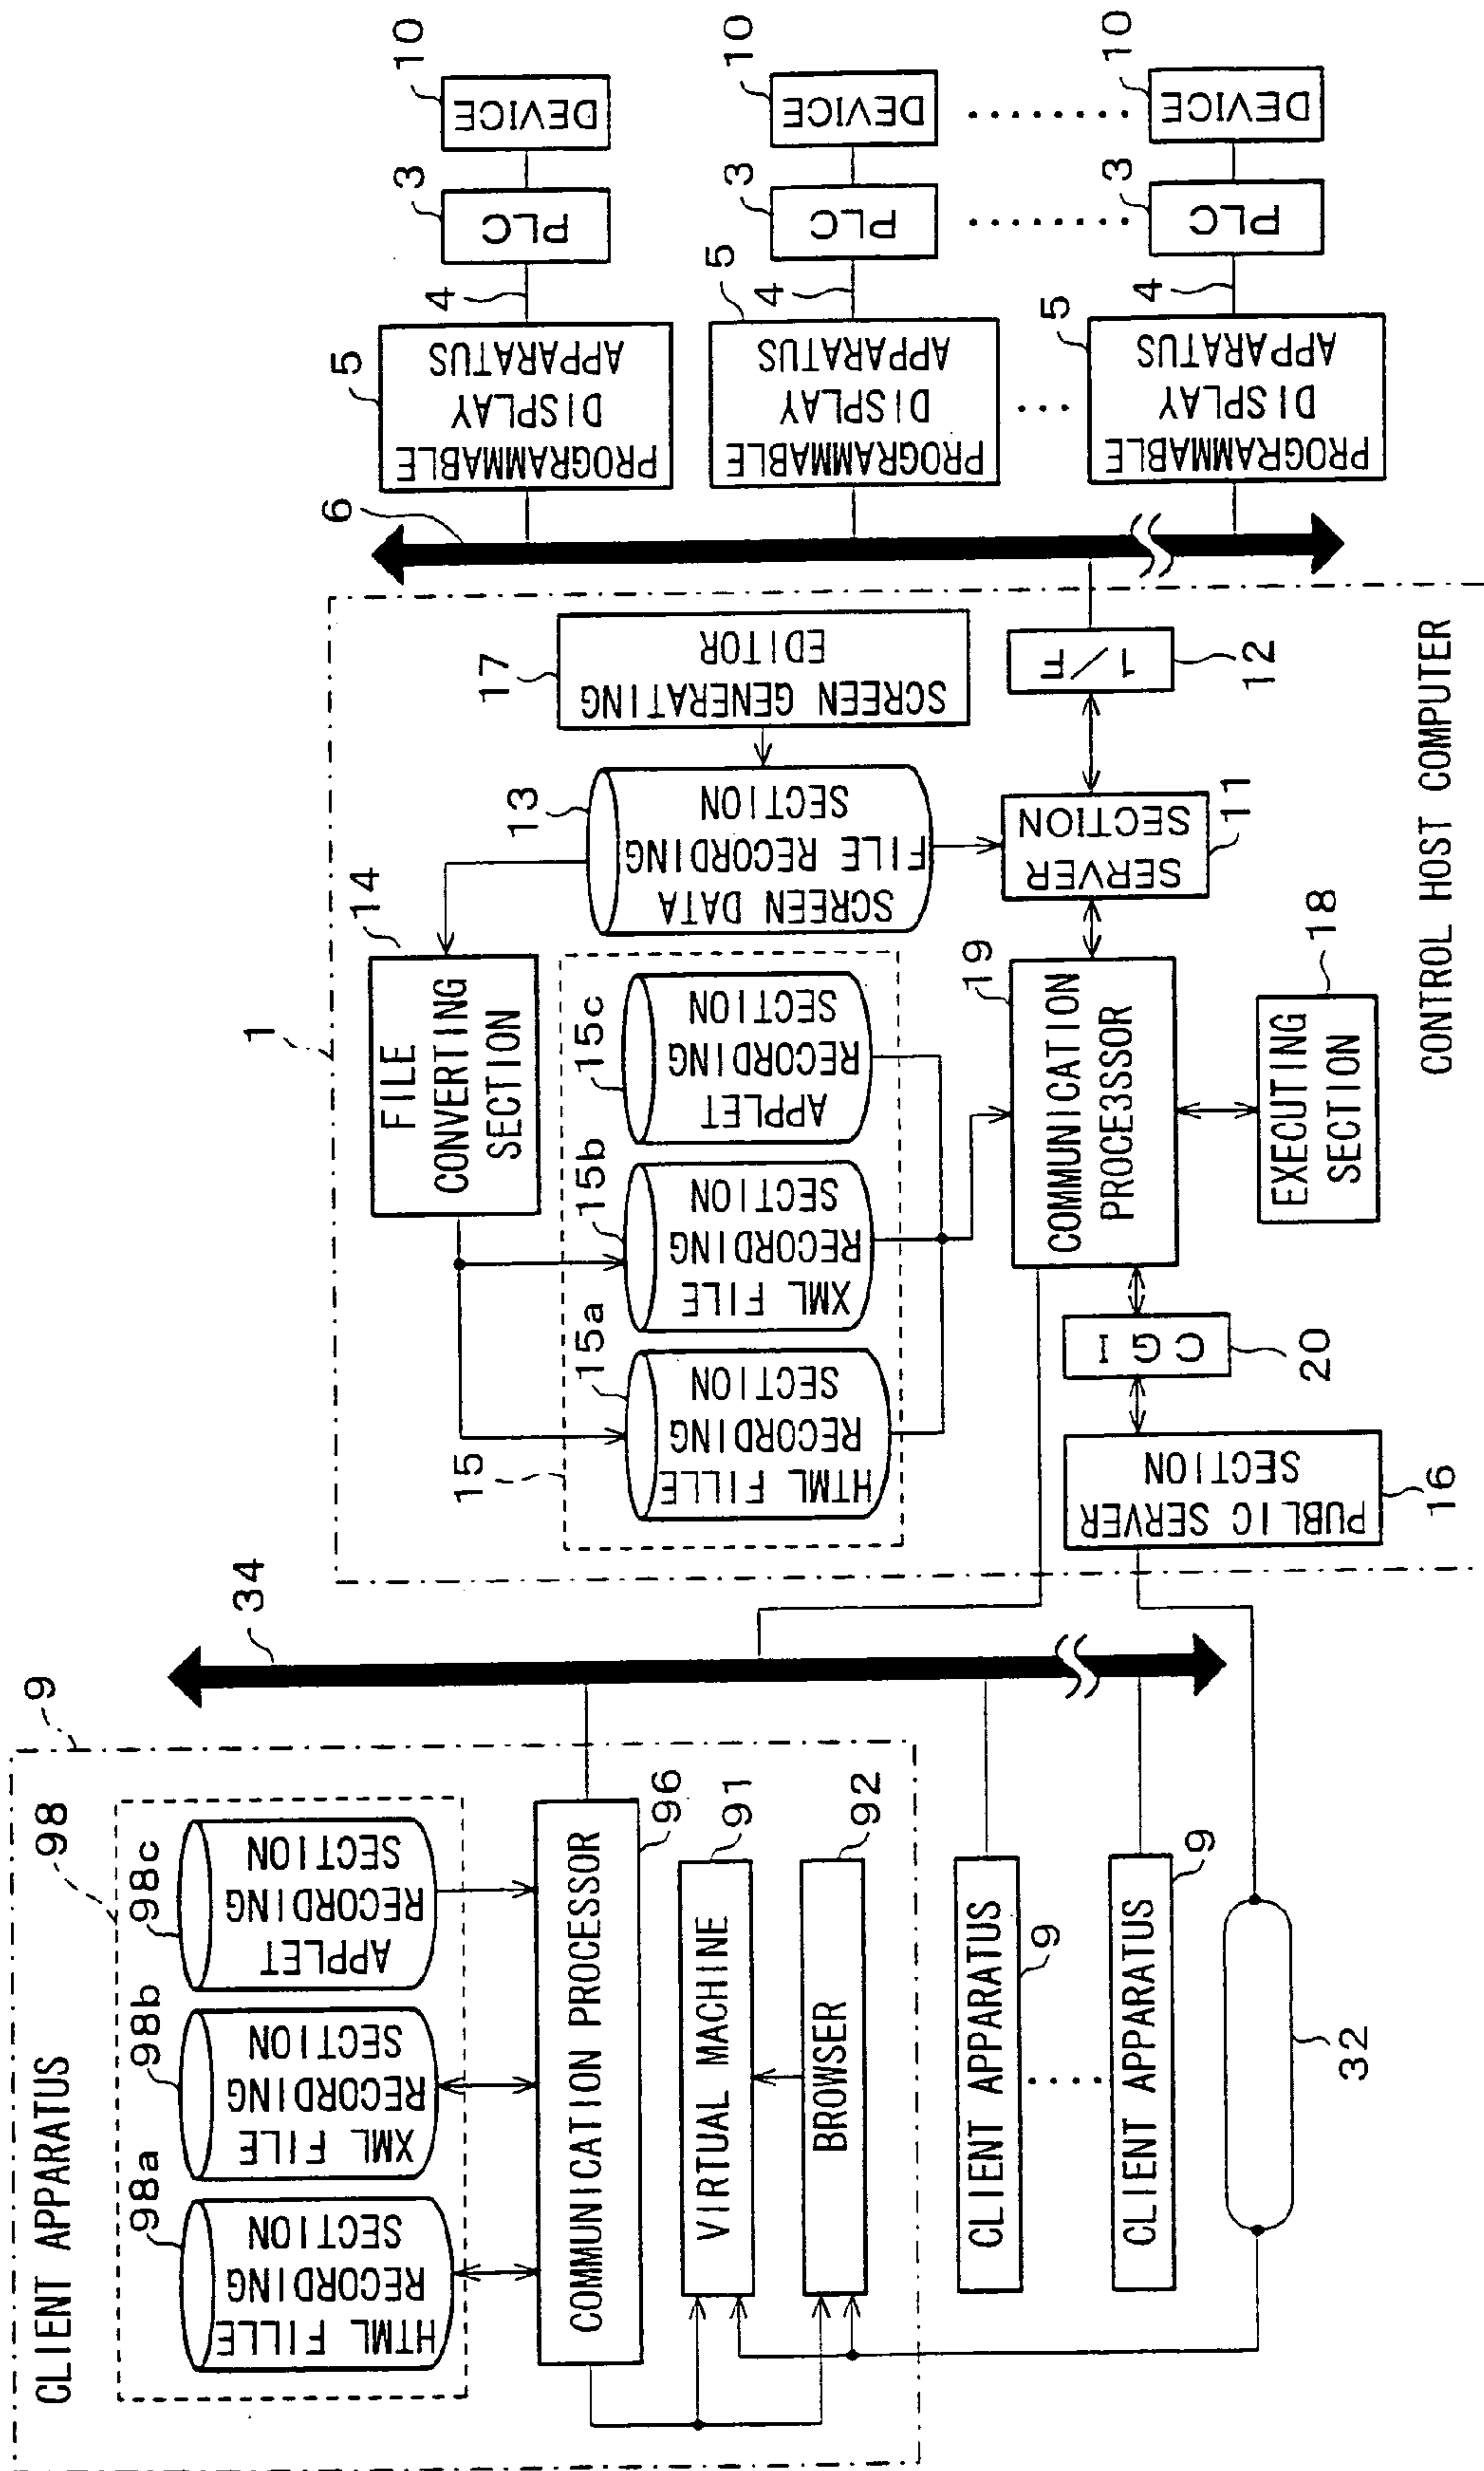 CLIENT APPARATUS
9
98
98a
98b
98c
HTML FILLE
RECORDING
SECTION
XML FILE
RECORDING
SECTION
APPLET
RECORDING
SECTION
COMMUNICATION PROCESSOR
96
VIRTUAL MACHINE
91
BROWSER
92
CLIENT APPARATUS
9
CLIENT APPARATUS
9
32
34
1
FILE
CONVERTING
SECTION
14
15
15a
15b
15c
HTML FILLE
RECORDING
SECTION
XML FILE
RECORDING
SECTION
APPLET
RECORDING
SECTION
13
SCREEN DATA
FILE RECORDING
SECTION
17
SCREEN GENERATING
EDITOR
COMMUNICATION
PROCE3SSOR
19
SERVER
SECTION
11
1/F
12
CGI
20
PUBLIC SERVER
SECTION
16
EXECUTING
SECTION
18
CONTROL HOST COMPUTER
6
PROGRAMMABLE
DISPLAY
APPARATUS
5
4
PLC
3
DEVICE
10
PROGRAMMABLE
DISPLAY
APPARATUS
5
4
PLC
3
DEVICE
10
PROGRAMMABLE
DISPLAY
APPARATUS
5
4
PLC
3
DEVICE
10